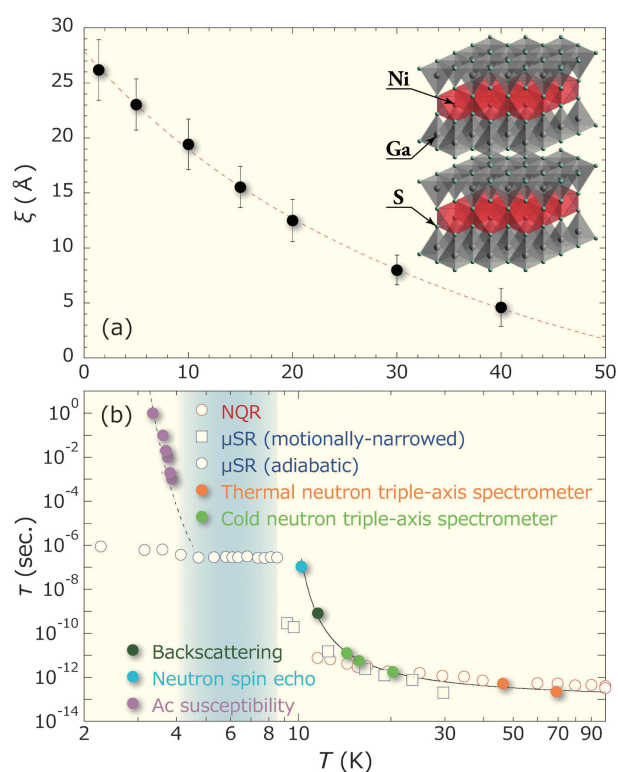 (a)
ξ (Å)
30
25
20
15
10
5
0
0 10 20 30 40 50
Ni
Ga
S
(b)
τ (sec.)
10^0
10^-2
10^-4
10^-6
10^-8
10^-10
10^-12
10^-14
NQR
μSR (motionally-narrowed)
μSR (adiabatic)
Thermal neutron triple-axis spectrometer
Cold neutron triple-axis spectrometer
Backscattering
Neutron spin echo
Ac susceptibility
2 4 6 8 10 30 50 70 90
T (K)